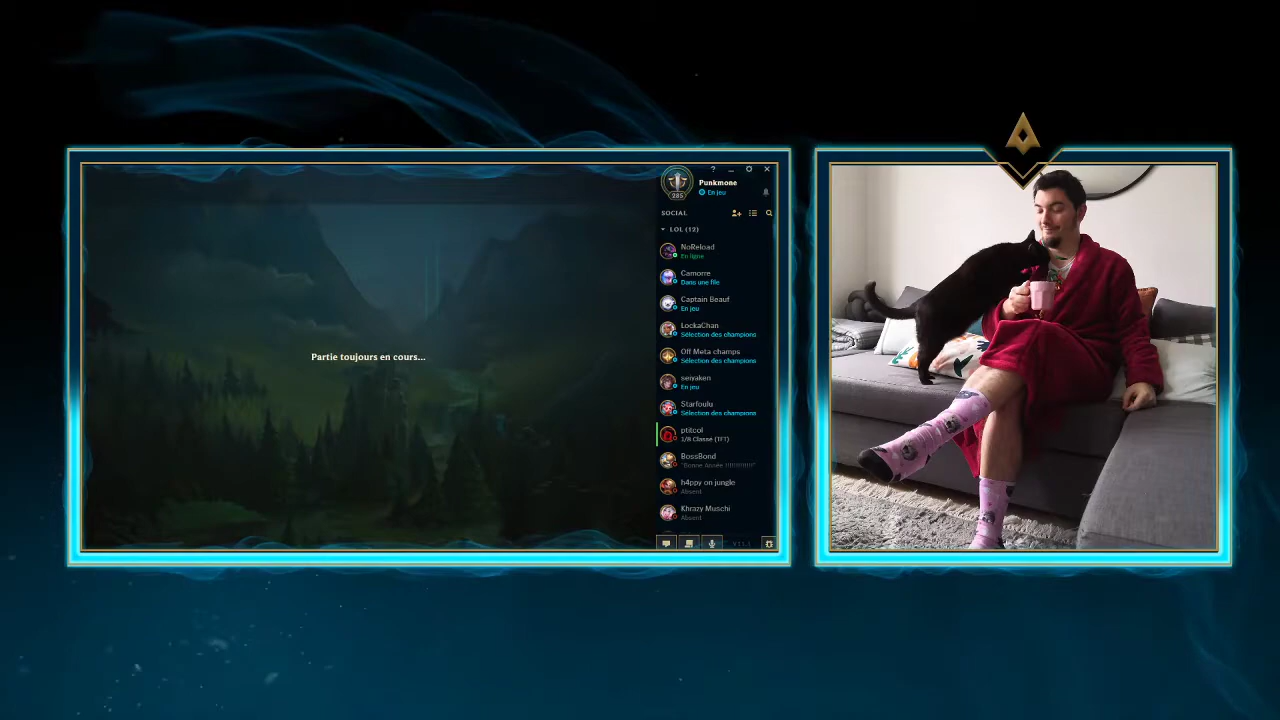 Punkmone
285
En jeu
SOCIAL
LOL (12)
NoReload
En ligne
Camorre
Dans une file
Captain Beauf
En jeu
LockaChan
Sélection des champions
Off Meta champs
Sélection des champions
seiyaken
En jeu
Starfoulu
Sélection des champions
Partie toujours en cours...
ptitcol
1/8 Classé (TFT)
BossBond
h4ppy on jungle
Absent
Khrazy Muschi
Absent